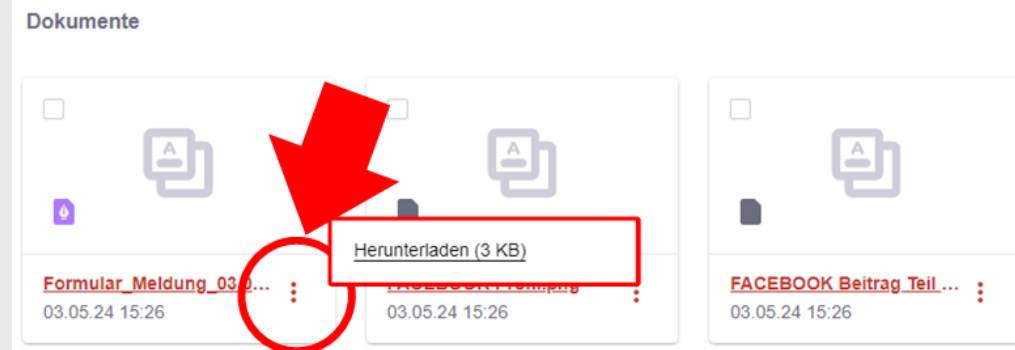 Dokumente
Herunterladen (3 KB)
Formular_Meldung_03
FACEBOOK Beitrag Teil ...
03.05.24 15:26
03.05.24 15:26
03.05.24 15:26